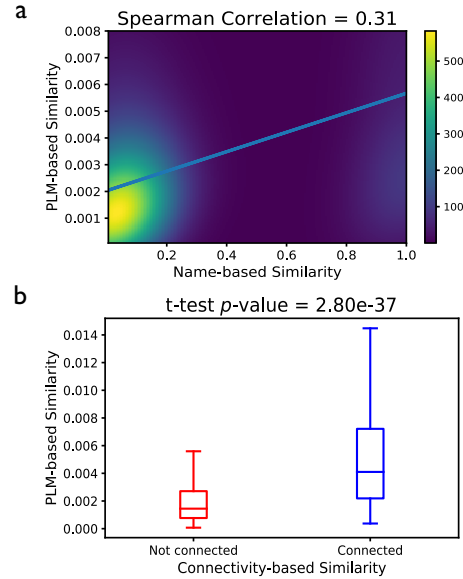 a
Spearman Correlation = 0.31
PLM-based Similarity
0.008
0.007
0.006
0.005
0.004
0.003
0.002
0.001
0.2
0.4
0.6
0.8
1.0
Name-based Similarity
500
400
300
200
100
b
t-test p-value = 2.80e-37
PLM-based Similarity
0.014
0.012
0.010
0.008
0.006
0.004
0.002
0.000
Not connected
Connected
Connectivity-based Similarity